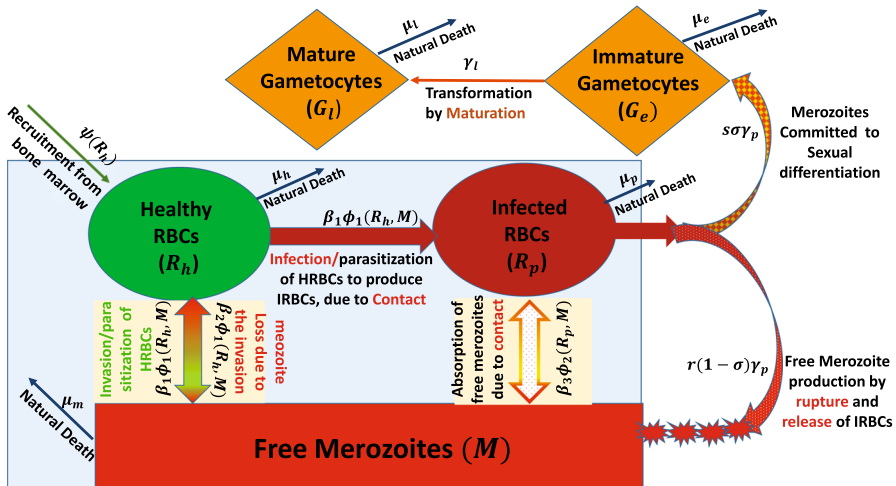 μ_l
Natural Death
Mature
Gametocytes
(G_l)
γ_l
Transformation
by Maturation
μ_e
Natural Death
Immature
Gametocytes
(G_e)
sσγ_p
Merozoites
Committed to
Sexual
differentiation
ψ(R_h)
Recruitment from
bone marrow
μ_h
Natural Death
Healthy
RBCs
(R_h)
β_1ϕ_1(R_h, M)
Infection/parasitization
of HRBCs to produce
IRBCs, due to Contact
μ_p
Natural Death
Infected
RBCs
(R_p)
Invasion/para
sitization of
HRBCs
β_1ϕ_1(R_h, M)
β_2ϕ_1(R_h, M)
Loss due to
the invasion
meozoite
Absorption of
free merozoites
due to contact
β_3ϕ_2(R_p, M)
r(1 − σ)γ_p
Free Merozoite
production by
rupture and
release of IRBCs
μ_m
Natural Death
Free Merozoites (M)